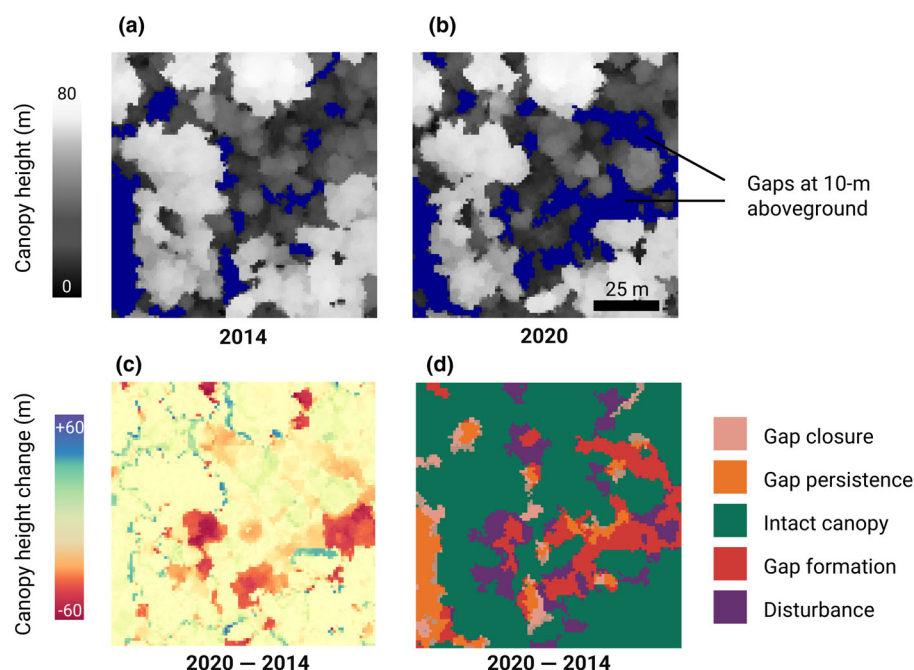 (a)
(b)
Canopy height (m)
80
0
Gaps at 10-m
aboveground
25 m
2014
2020
(c)
(d)
Canopy height change (m)
+60
-60
Gap closure
Gap persistence
Intact canopy
Gap formation
Disturbance
2020 — 2014
2020 — 2014